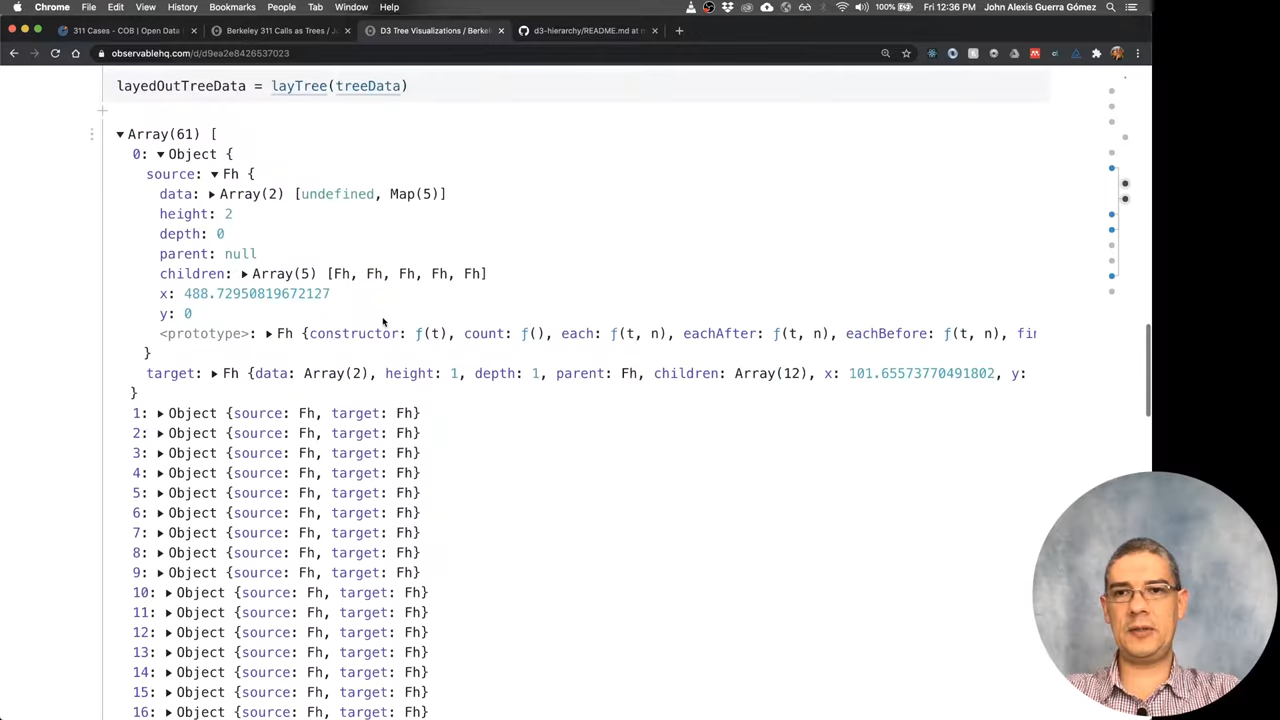 Chrome File Edit View History Bookmarks People Tab Window Help 100% Fri 12:36 PM John Alexis Guerra Gómez
311 Cases - COB | Open Data Berkeley 311 Calls as Trees / J D3 Tree Visualizations / Berke d3-hierarchy/README.md at m
observablehq.com/d/d9ea2e8426537023
layedOutTreeData = layTree(treeData)
Array(61) [
0: Object {
source: Fh {
data: Array(2) [undefined, Map(5)]
height: 2
depth: 0
parent: null
children: Array(5) [Fh, Fh, Fh, Fh, Fh]
x: 488.72950819672127
y: 0
<prototype>: Fh {constructor: ƒ(t), count: ƒ(), each: ƒ(t, n), eachAfter: ƒ(t, n), eachBefore: ƒ(t, n), fin
}
target: Fh {data: Array(2), height: 1, depth: 1, parent: Fh, children: Array(12), x: 101.65573770491802, y:
}
1: Object {source: Fh, target: Fh}
2: Object {source: Fh, target: Fh}
3: Object {source: Fh, target: Fh}
4: Object {source: Fh, target: Fh}
5: Object {source: Fh, target: Fh}
6: Object {source: Fh, target: Fh}
7: Object {source: Fh, target: Fh}
8: Object {source: Fh, target: Fh}
9: Object {source: Fh, target: Fh}
10: Object {source: Fh, target: Fh}
11: Object {source: Fh, target: Fh}
12: Object {source: Fh, target: Fh}
13: Object {source: Fh, target: Fh}
14: Object {source: Fh, target: Fh}
15: Object {source: Fh, target: Fh}
16: Object {source: Fh, target: Fh}